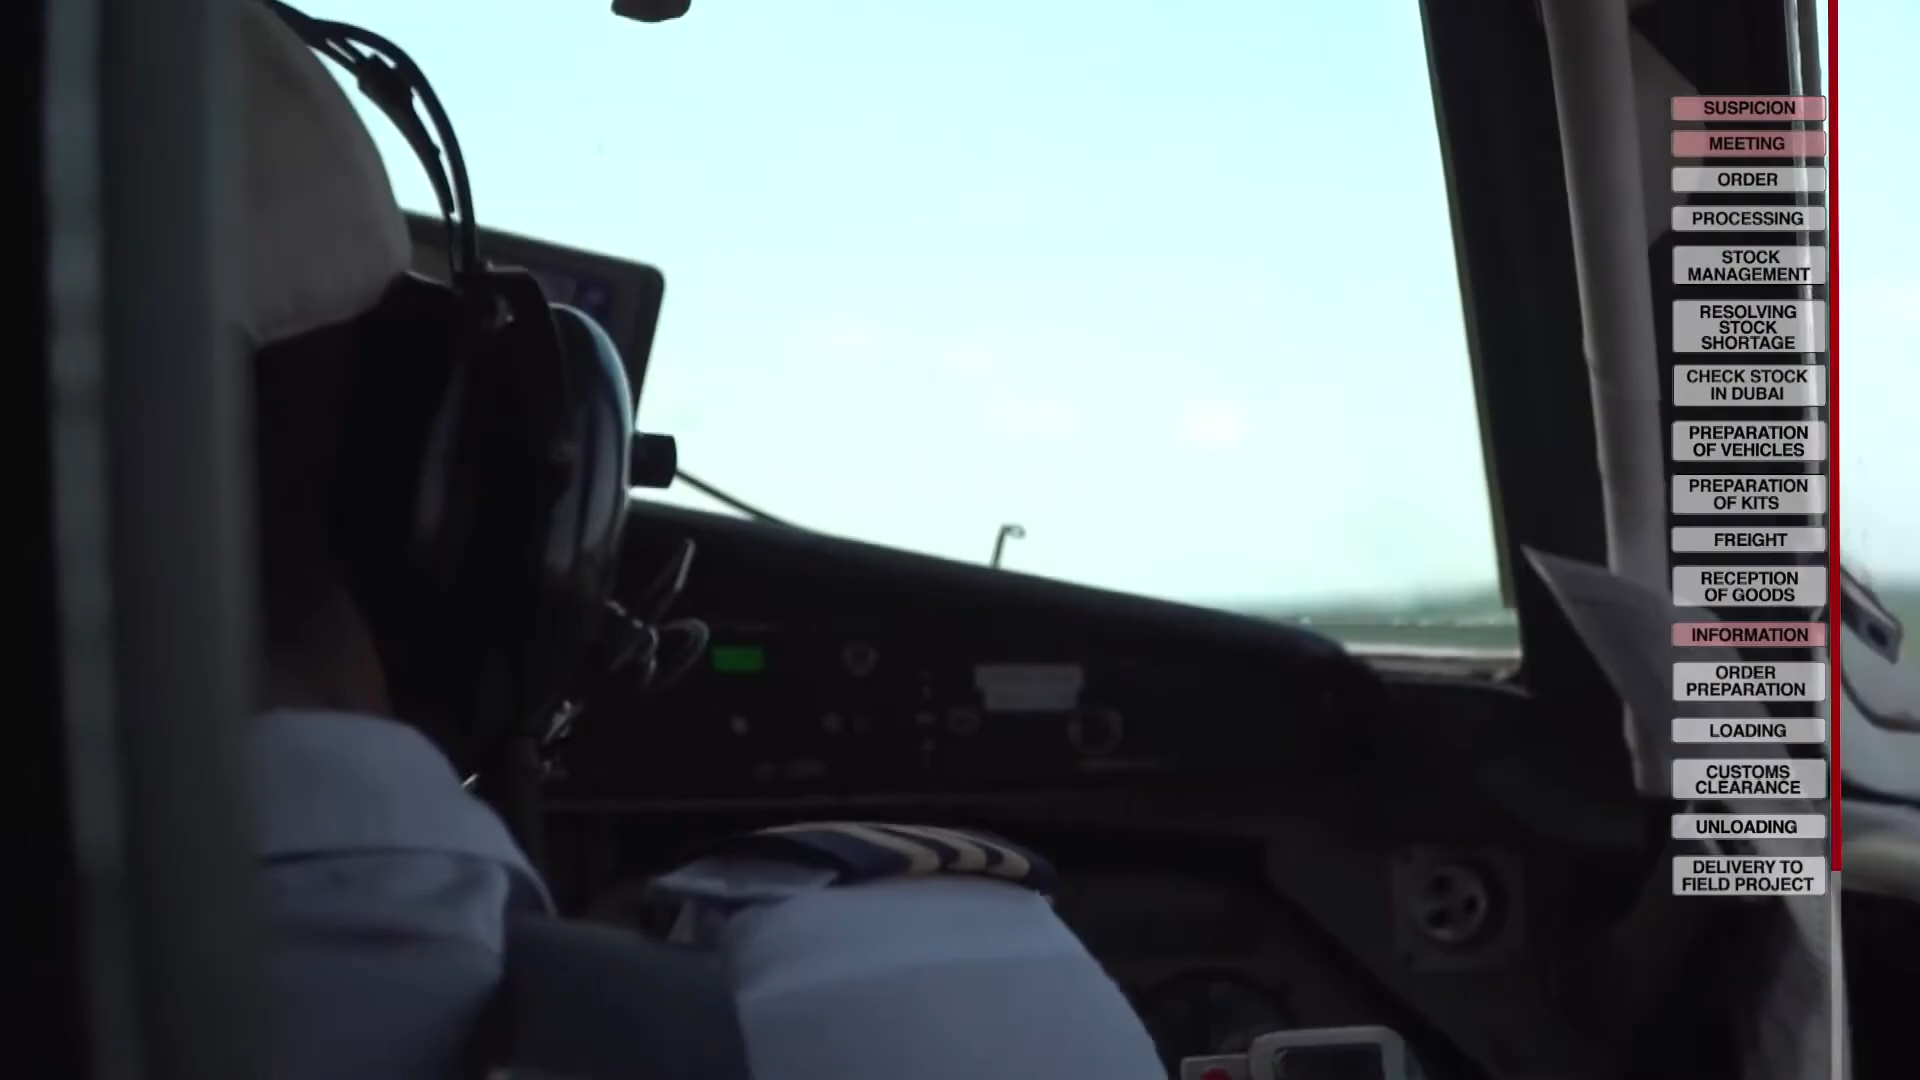 SUSPICION
MEETING
ORDER
PROCESSING
STOCK
MANAGEMENT
RESOLVING
STOCK
SHORTAGE
CHECK STOCK
IN DUBAI
PREPARATION
OF VEHICLES
PREPARATION
OF KITS
FREIGHT
RECEPTION
OF GOODS
INFORMATION
ORDER
PREPARATION
LOADING
CUSTOMS
CLEARANCE
UNLOADING
DELIVERY TO
FIELD PROJECT